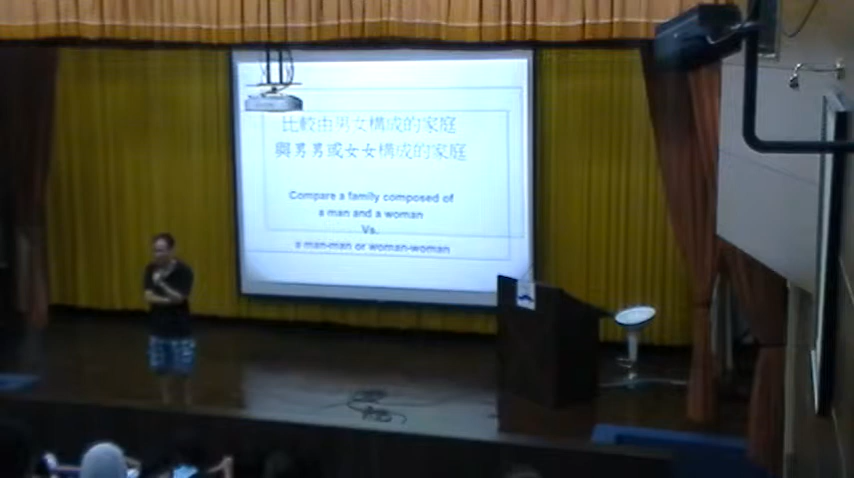 比較由男女構成的家庭
與男男或女女構成的家庭
Compare a family composed of
a man and a woman
Vs.
a man-man or woman-woman